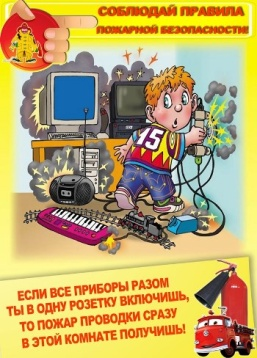 СОБЛЮДАЙ ПРАВИЛА
ПОЖАРНОЙ БЕЗОПАСНОСТИ!
15
ЕСЛИ ВСЕ ПРИБОРЫ РАЗОМ
ТЫ В ОДНУ РОЗЕТКУ ВКЛЮЧИШЬ,
ТО ПОЖАР ПРОВОДКИ СРАЗУ
В ЭТОЙ КОМНАТЕ ПОЛУЧИШЬ!